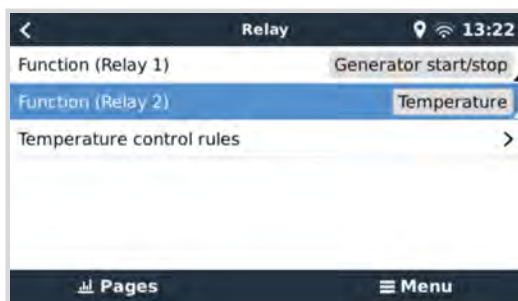 Relay 13:22
Function (Relay 1) Generator start/stop
Function (Relay 2) Temperature
Temperature control rules
Pages Menu